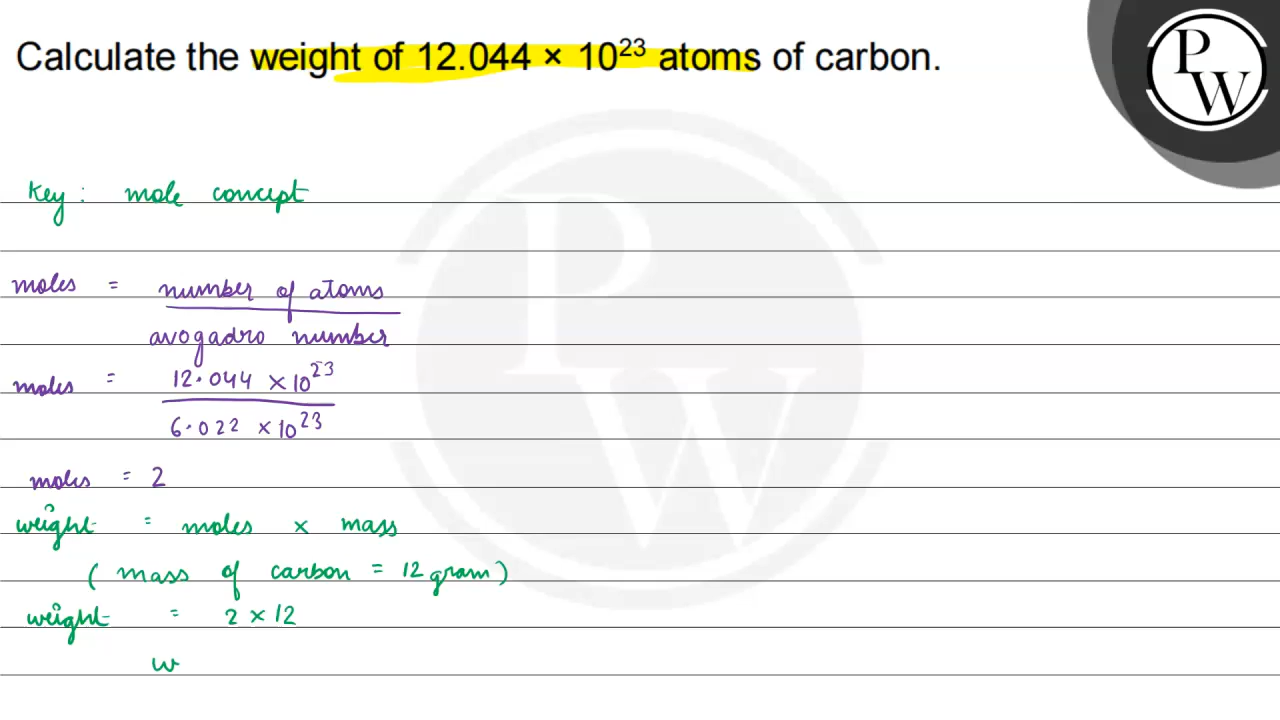 Calculate the weight of 12.044 × 10²³ atoms of carbon.
PW
Key : mole concept
moles = number of atoms
avogadro number
moles = 12.044 × 10²³
6.022 × 10²³
moles = 2
weight = moles × mass
( mass of carbon = 12 gram )
weight = 2 × 12
w
PW